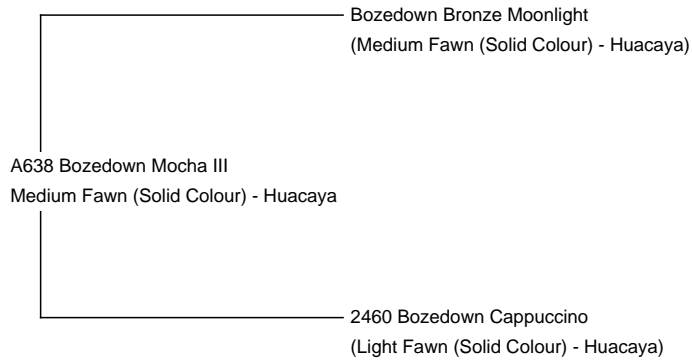 Bozedown Bronze Moonlight
(Medium Fawn (Solid Colour) - Huacaya)
A638 Bozedown Mocha III
Medium Fawn (Solid Colour) - Huacaya
2460 Bozedown Cappuccino
(Light Fawn (Solid Colour) - Huacaya)